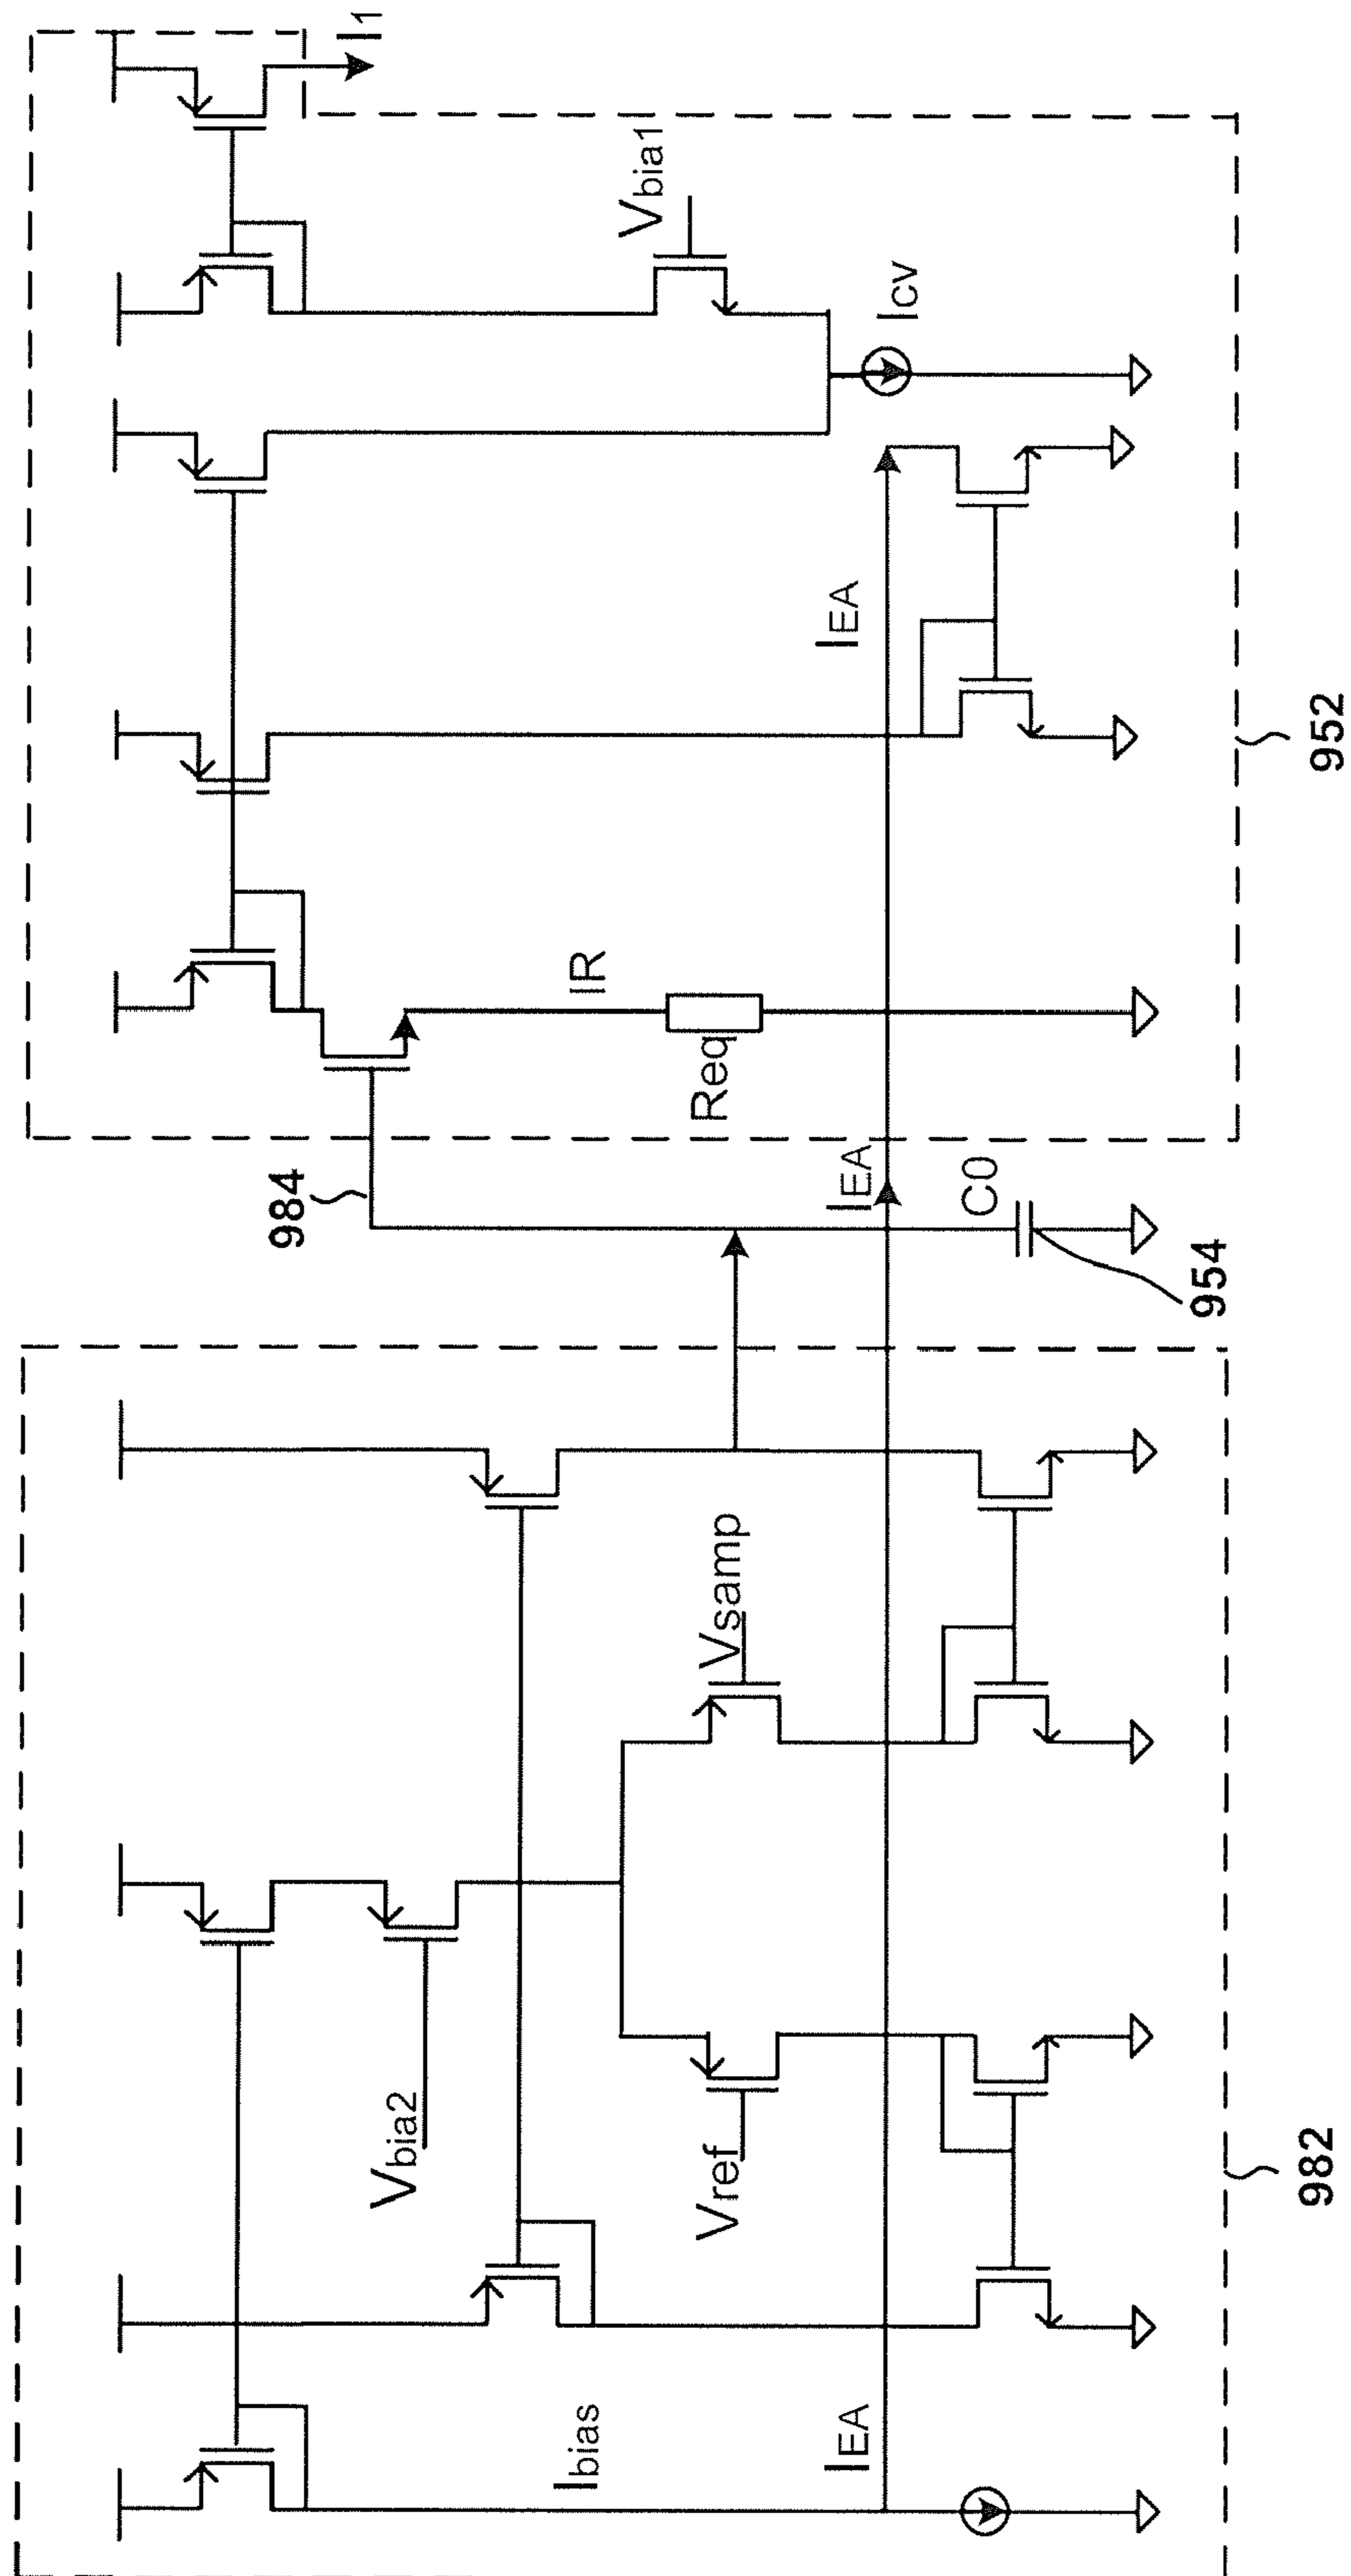 I1
Vbia1
Icv
IEA
IR
Req
952
984
IEA
C0
954
Vsamp
Vbia2
Vref
982
Ibias
IEA